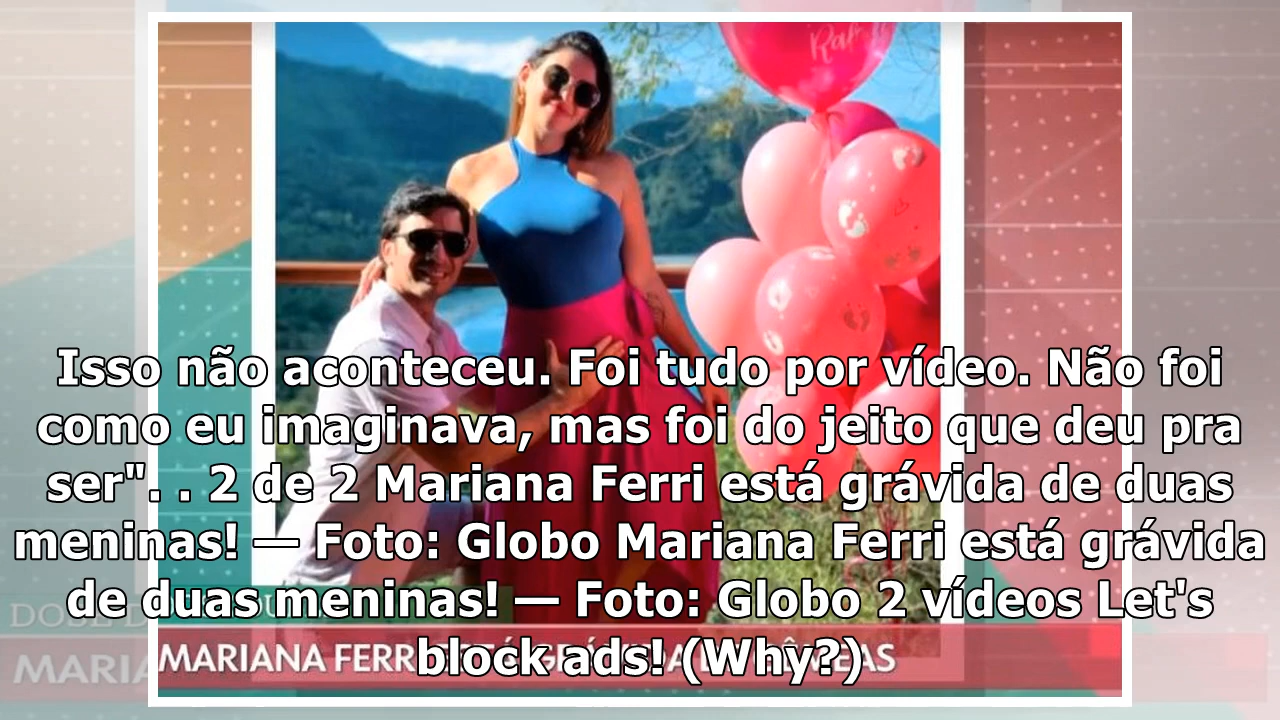 Isso não aconteceu. Foi tudo por vídeo. Não foi
como eu imaginava, mas foi do jeito que deu pra
ser". . 2 de 2 Mariana Ferri está grávida de duas
meninas! — Foto: Globo Mariana Ferri está grávida
de duas meninas! — Foto: Globo 2 vídeos Let's
block ads! (Why?)
MARIANA FERRI